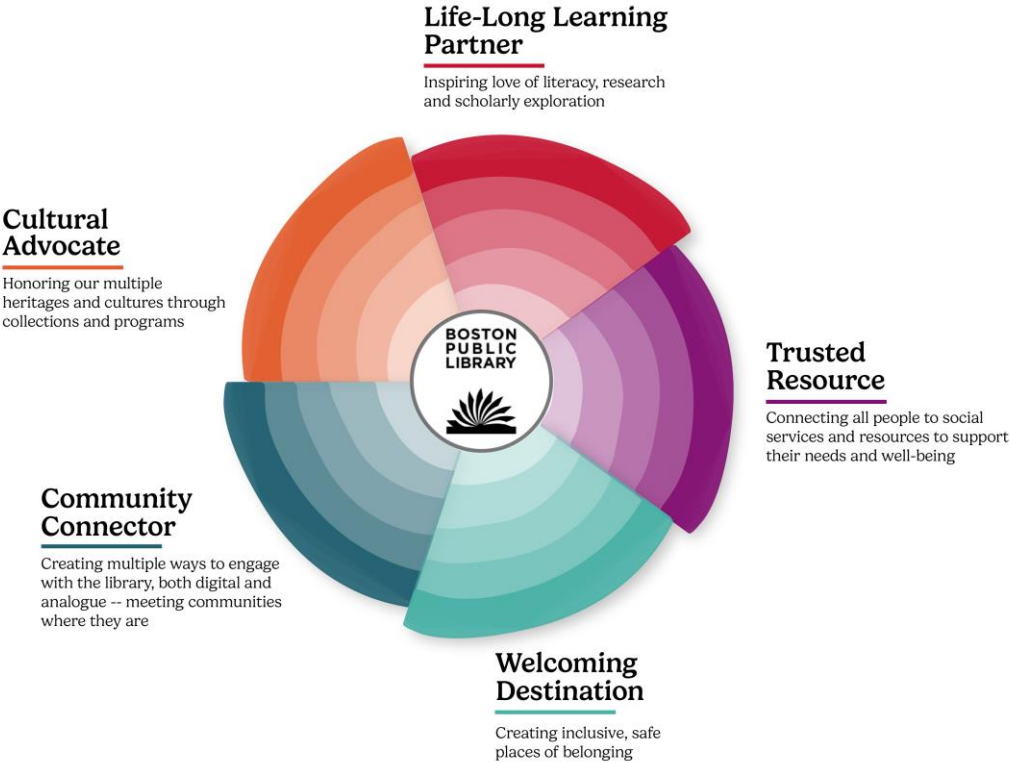 Life-Long Learning
Partner
Inspiring love of literacy, research
and scholarly exploration
Cultural
Advocate
Honoring our multiple
heritages and cultures through
collections and programs
BOSTON
PUBLIC
LIBRARY
Trusted
Resource
Connecting all people to social
services and resources to support
their needs and well-being
Community
Connector
Creating multiple ways to engage
with the library, both digital and
analogue -- meeting communities
where they are
Welcoming
Destination
Creating inclusive, safe
places of belonging